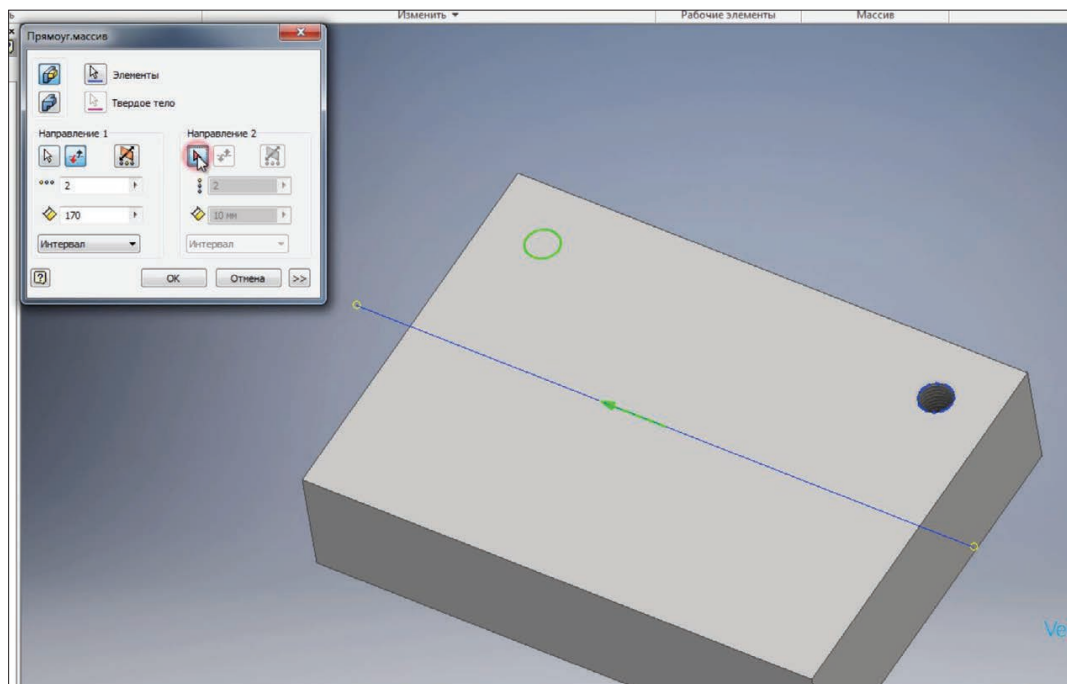 Изменить Рабочие элементы Массив
Прямоуг.массив
Элементы
Твердое тело
Направление 1 Направление 2
2 2
170 10 мм
Интервал Интервал
? OK Отмена >>
Ve